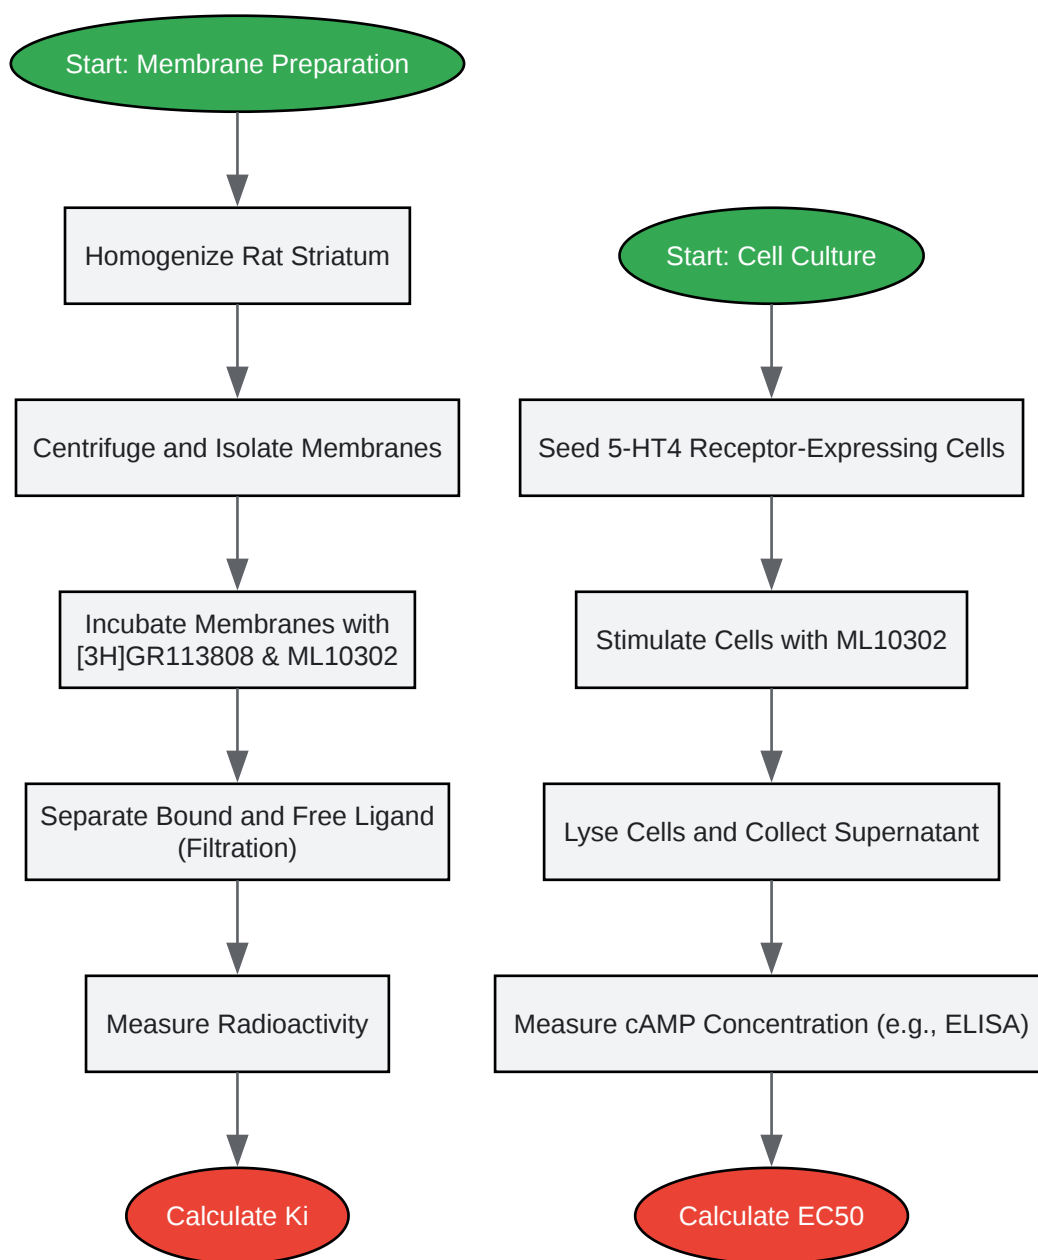 Start: Membrane Preparation
Homogenize Rat Striatum
Centrifuge and Isolate Membranes
Incubate Membranes with
[3H]GR113808 & ML10302
Separate Bound and Free Ligand
(Filtration)
Measure Radioactivity
Calculate Ki
Start: Cell Culture
Seed 5-HT4 Receptor-Expressing Cells
Stimulate Cells with ML10302
Lyse Cells and Collect Supernatant
Measure cAMP Concentration (e.g., ELISA)
Calculate EC50